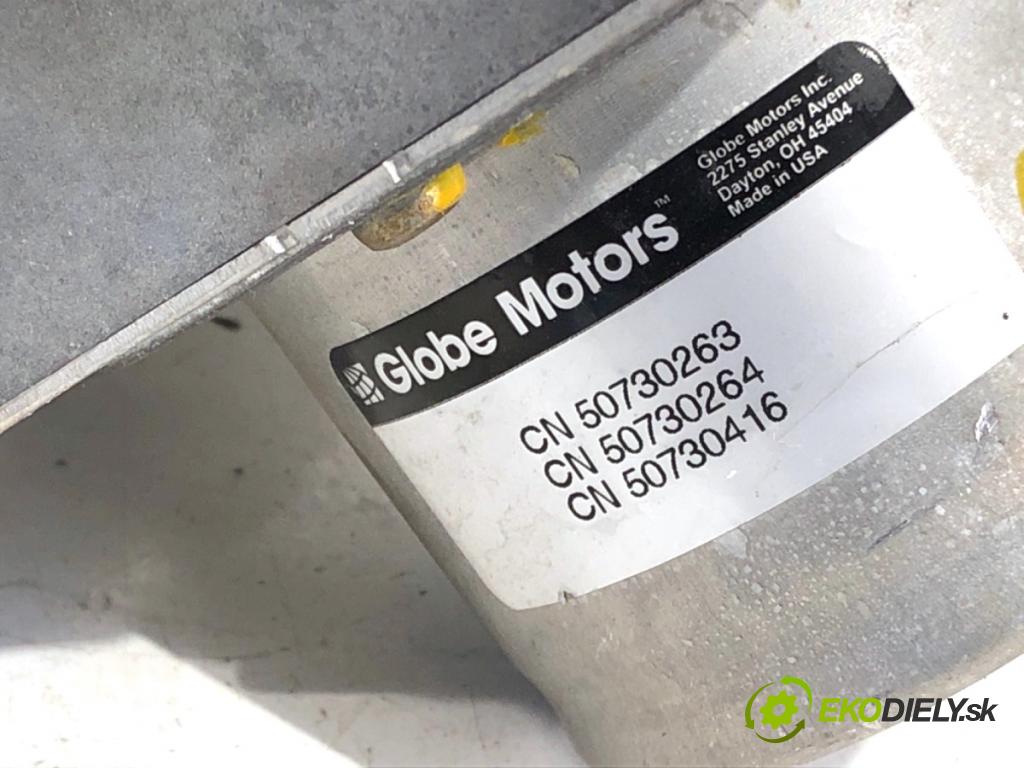 Globe Motors™
Globe Motors Inc.
2275 Stanley Avenue
Dayton, OH 45404
Made in USA
CN 50730263
CN 50730264
CN 50730416
EKODIELY.sk